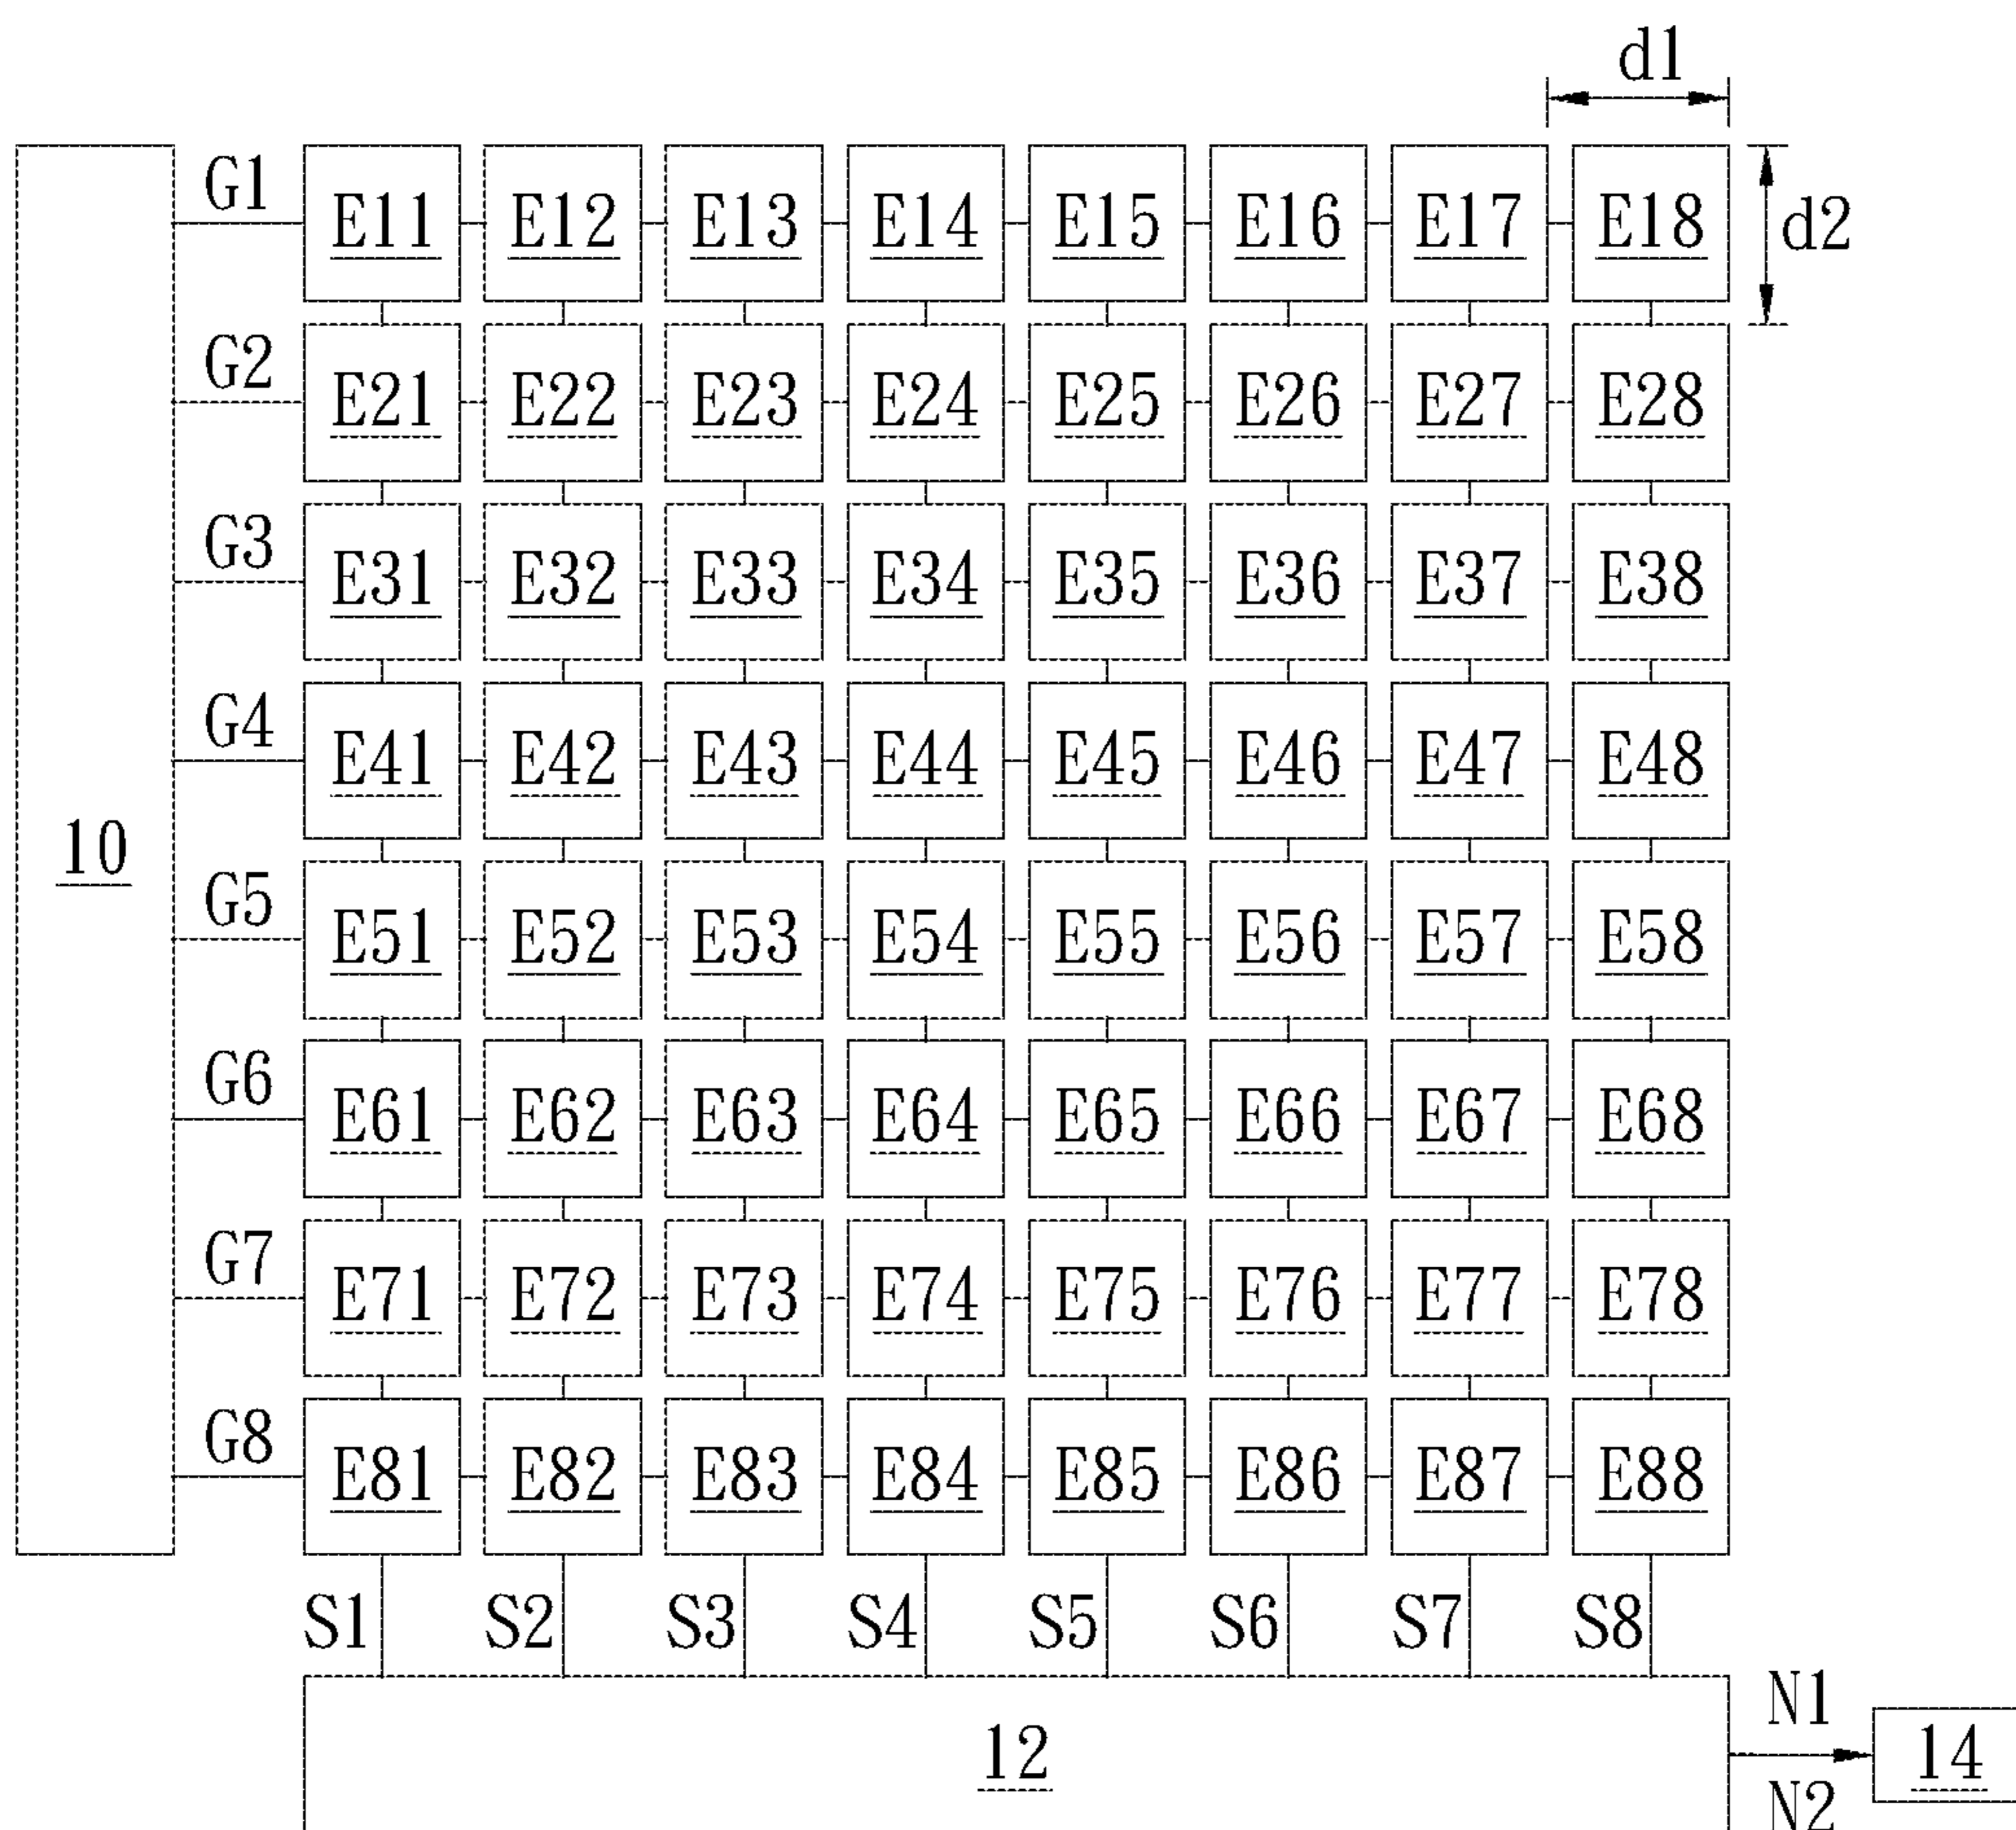 d1
G1 E11 E12 E13 E14 E15 E16 E17 E18 d2
G2 E21 E22 E23 E24 E25 E26 E27 E28
G3 E31 E32 E33 E34 E35 E36 E37 E38
G4 E41 E42 E43 E44 E45 E46 E47 E48
10
G5 E51 E52 E53 E54 E55 E56 E57 E58
G6 E61 E62 E63 E64 E65 E66 E67 E68
G7 E71 E72 E73 E74 E75 E76 E77 E78
G8 E81 E82 E83 E84 E85 E86 E87 E88
S1 S2 S3 S4 S5 S6 S7 S8
N1
12 14
N2